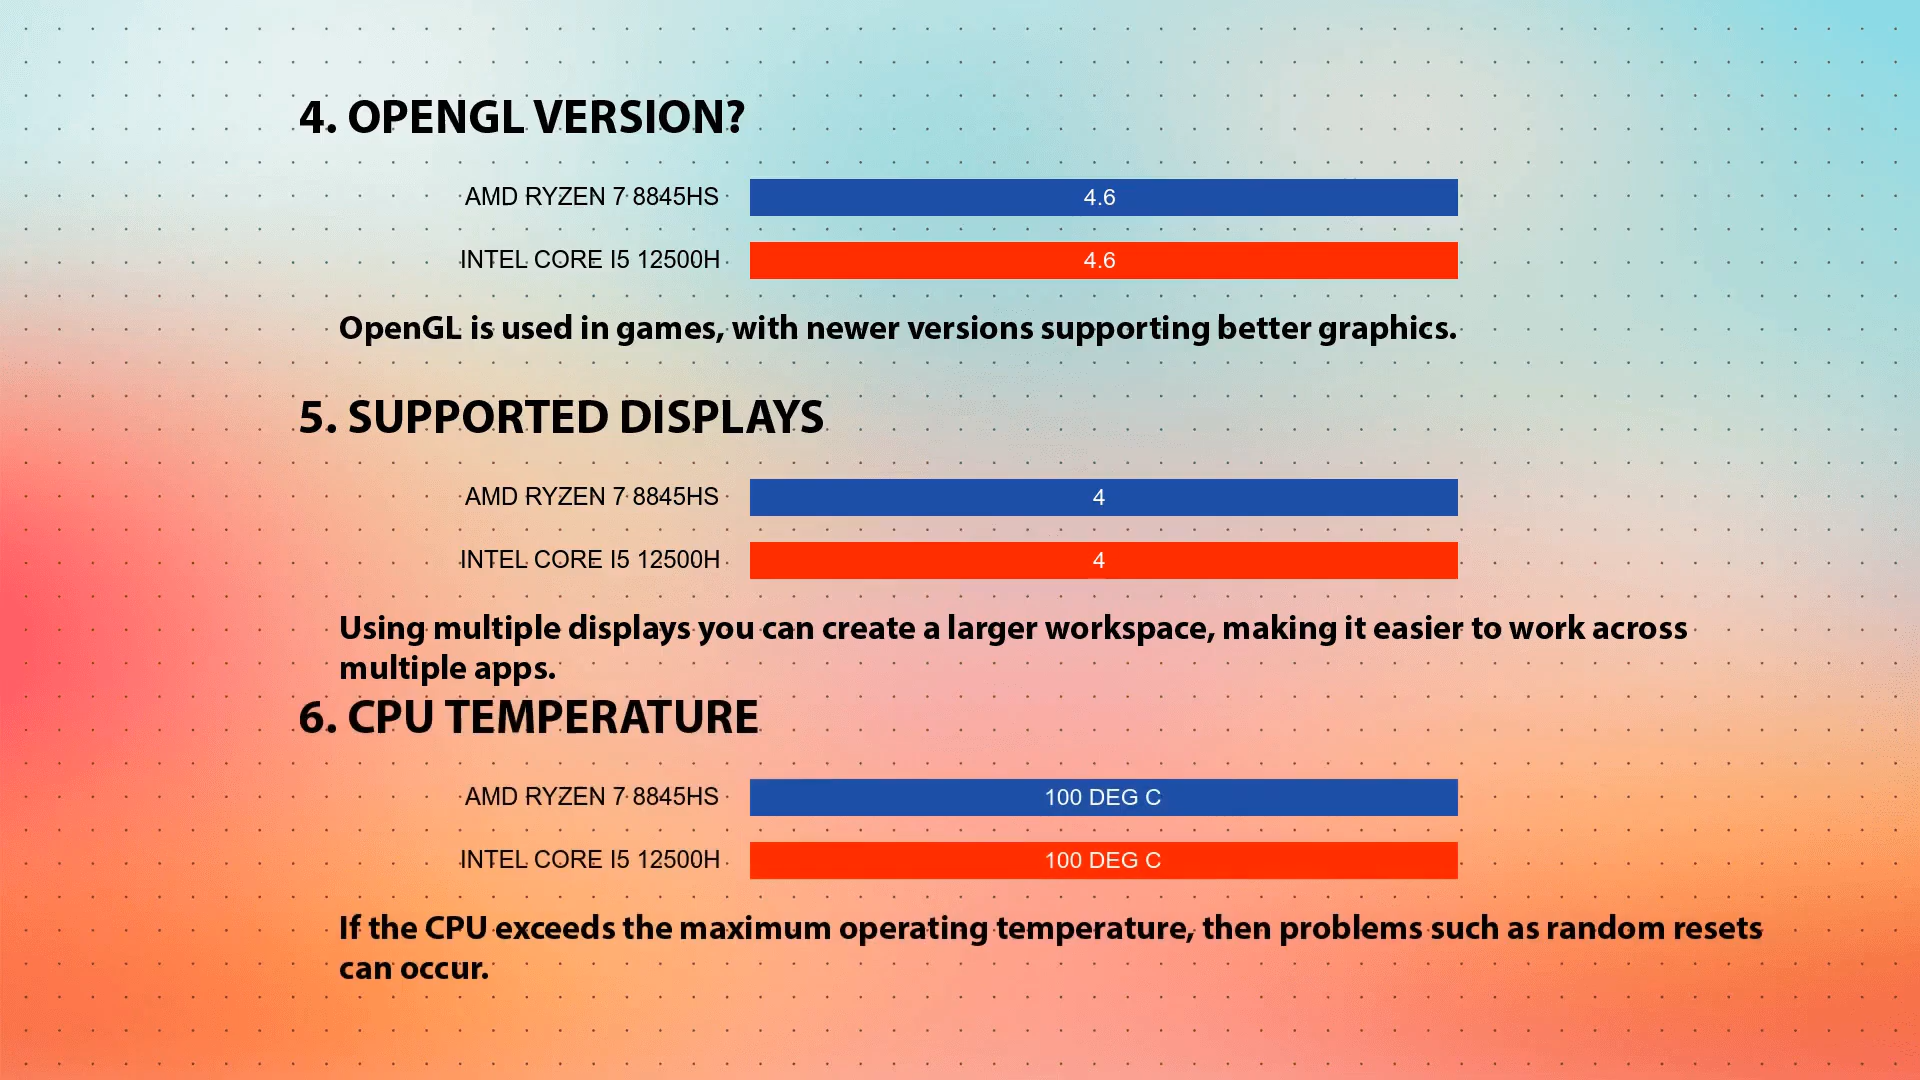 4. OPENGL VERSION?
AMD RYZEN 7 8845HS
4.6
INTEL CORE I5 12500H
4.6
OpenGL is used in games, with newer versions supporting better graphics.
5. SUPPORTED DISPLAYS
AMD RYZEN 7 8845HS
4
INTEL CORE I5 12500H
4
Using multiple displays you can create a larger workspace, making it easier to work across
multiple apps.
6. CPU TEMPERATURE
AMD RYZEN 7 8845HS
100 DEG C
INTEL CORE I5 12500H
100 DEG C
If the CPU exceeds the maximum operating temperature, then problems such as random resets
can occur.